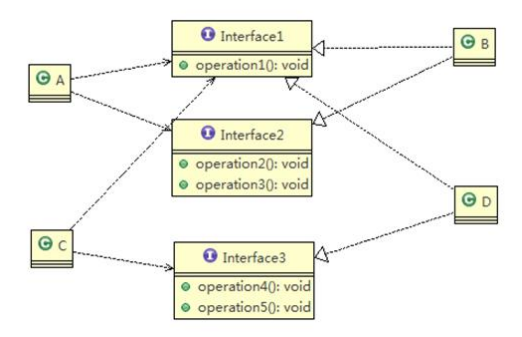 I Interface1
operation1(): void
C B
C A
I Interface2
operation2(): void
operation3(): void
C D
C C
I Interface3
operation4(): void
operation5(): void